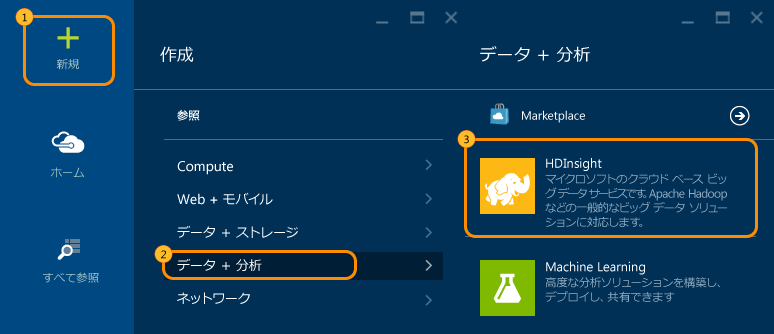 1
新規
ホーム
すべて参照
作成
参照
Compute
Web + モバイル
データ + ストレージ
2
データ + 分析
ネットワーク
データ + 分析
Marketplace
3
HDInsight
マイクロソフトのクラウド ベース ビッ
グデータ サービスです。Apache Hadoop
などの一般的なビッグ データ ソリュー
ションに対応します。
Machine Learning
高度な分析ソリューションを構築し、
デプロイし、共有できます